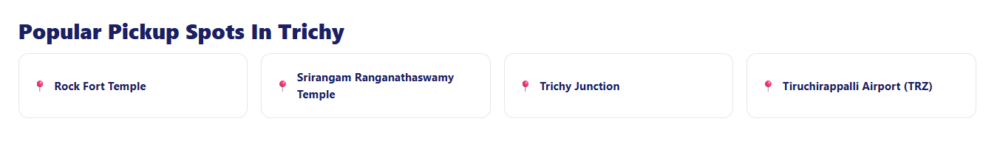 Popular Pickup Spots In Trichy
Rock Fort Temple
Srirangam Ranganathaswamy
Temple
Trichy Junction
Tiruchirappalli Airport (TRZ)